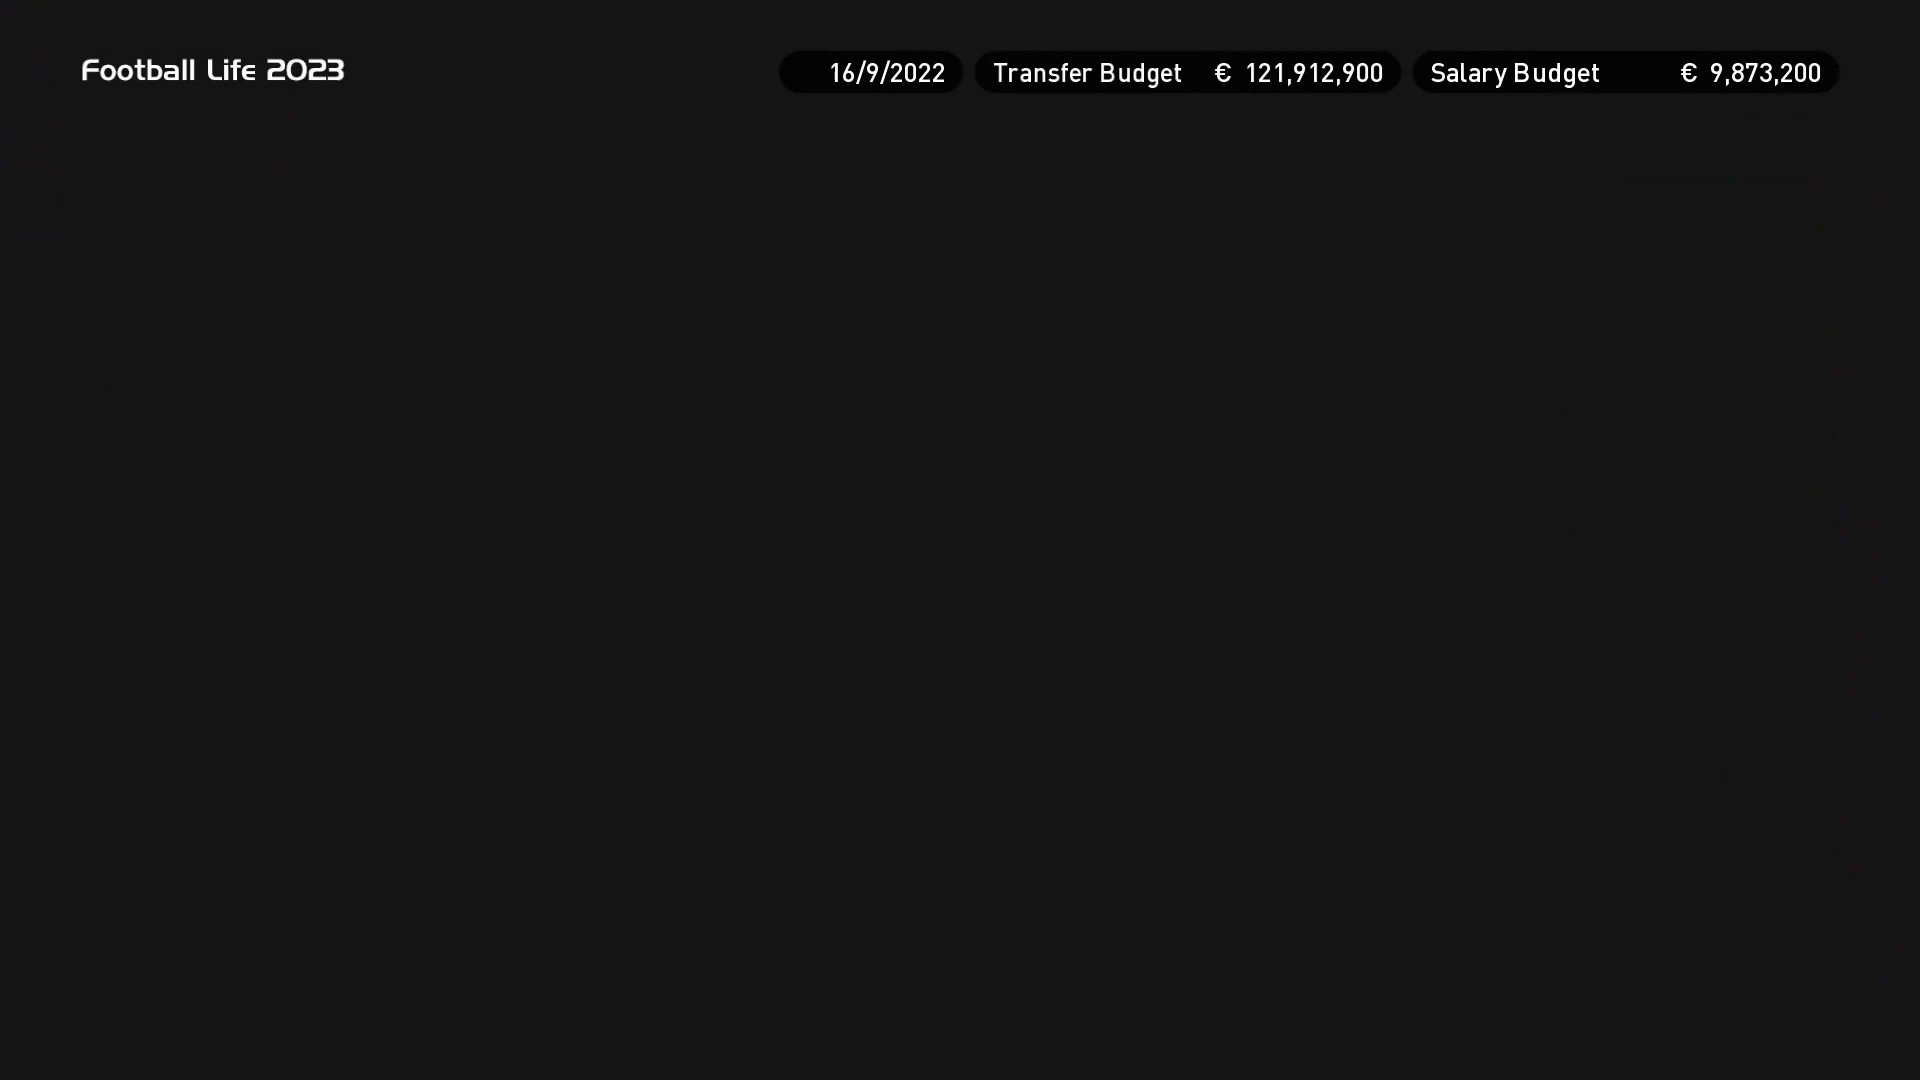 Football Life 2023
16/9/2022 Transfer Budget € 121,912,900 Salary Budget € 9,873,200